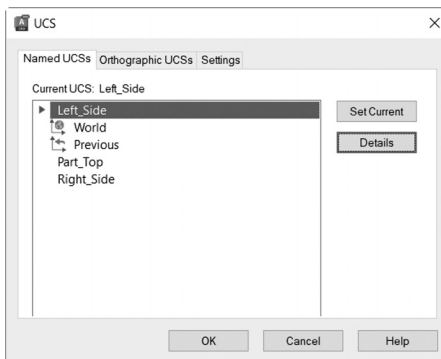 UCS
Named UCSs Orthographic UCSs Settings
Current UCS: Left_Side
Left_Side
World
Previous
Part_Top
Right_Side
Set Current
Details
OK Cancel Help